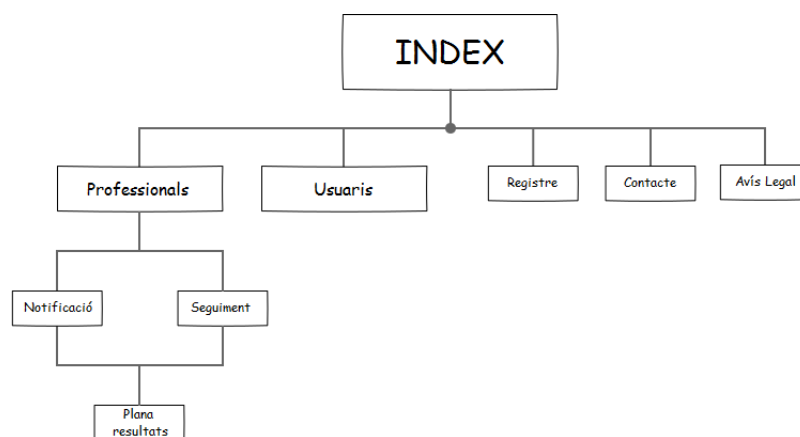 INDEX
Professionals
Usuaris
Registre
Contacte
Avís Legal
Notificació
Seguiment
Plana
resultats